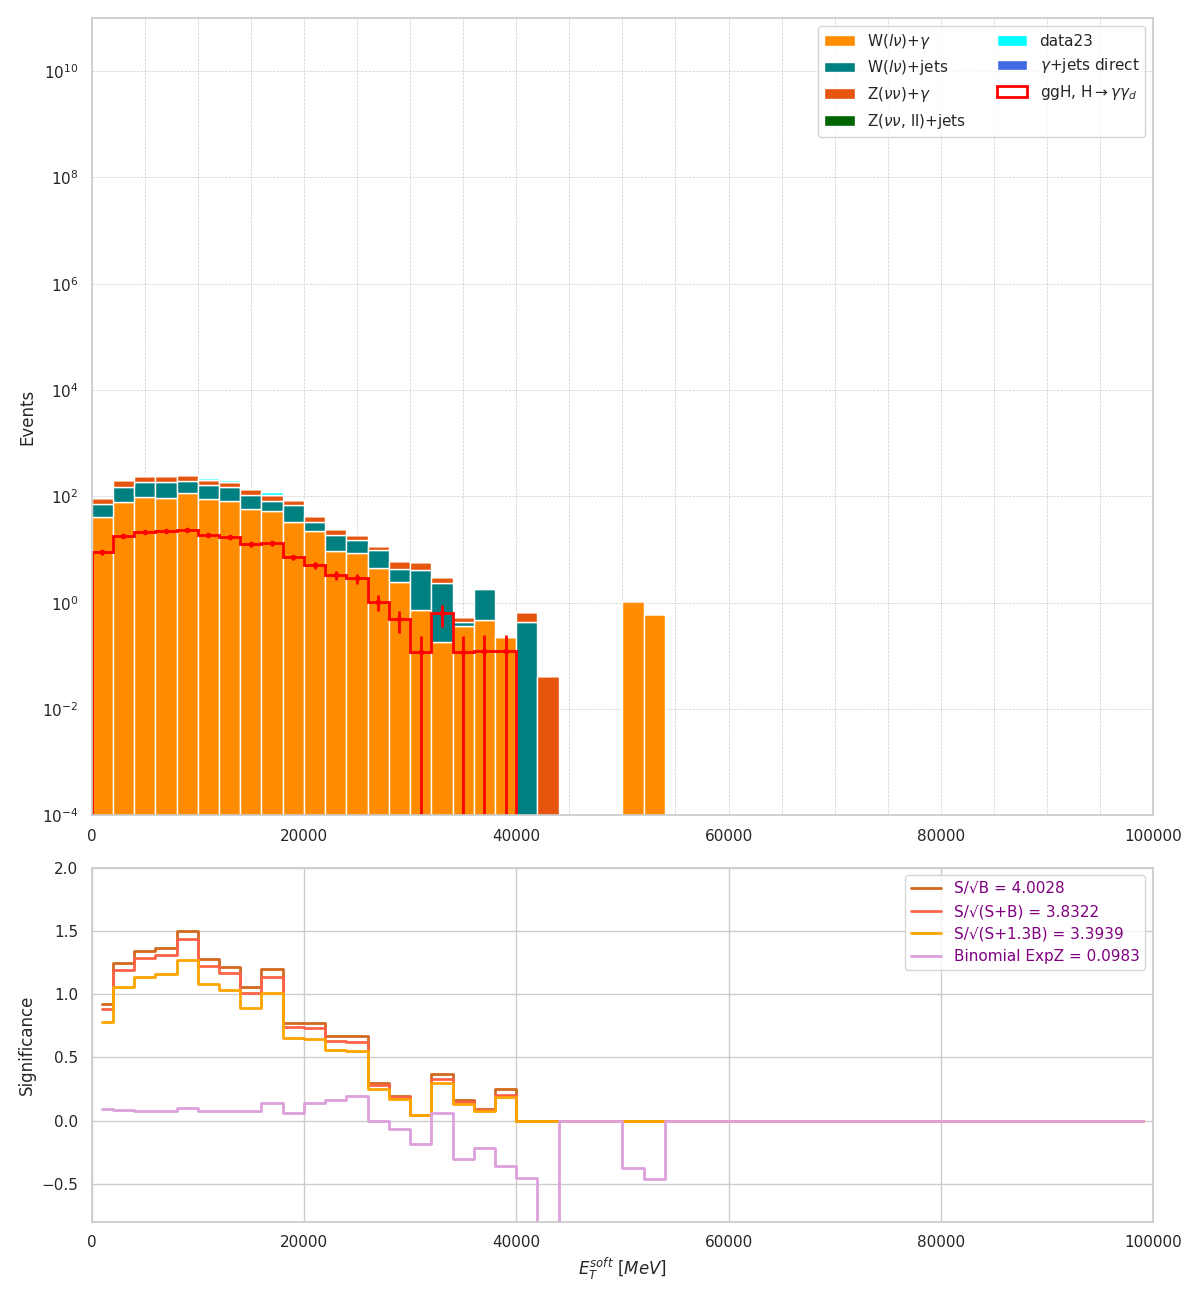 W(lν)+γ
W(lν)+jets
Z(νν)+γ
Z(νν, ll)+jets
data23
γ+jets direct
ggH, H→γγ_d
10^10
10^8
10^6
10^4
10^2
10^0
10^−2
10^−4
Events
0 20000 40000 60000 80000 100000
2.0
1.5
1.0
0.5
0.0
−0.5
Significance
S/√B = 4.0028
S/√(S+B) = 3.8322
S/√(S+1.3B) = 3.3939
Binomial ExpZ = 0.0983
0 20000 40000 60000 80000 100000
E_T^soft [MeV]